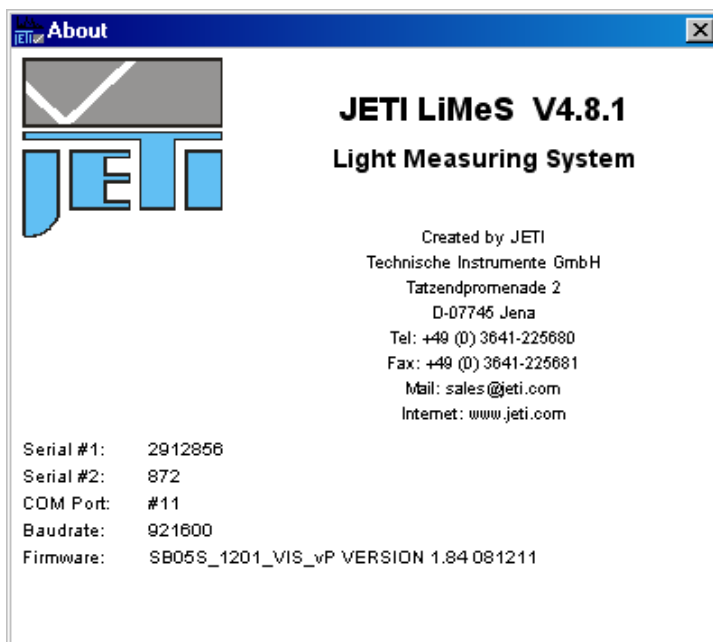 About
JETI
JETI LiMeS V4.8.1
Light Measuring System
Created by JETI
Technische Instrumente GmbH
Tatzendpromenade 2
D-07745 Jena
Tel: +49 (0) 3641-225680
Fax: +49 (0) 3641-225681
Mail: sales@jeti.com
Internet: www.jeti.com
Serial #1: 2912856
Serial #2: 872
COM Port: #11
Baudrate: 921600
Firmware: SB05S_1201_VIS_vP VERSION 1.84 081211